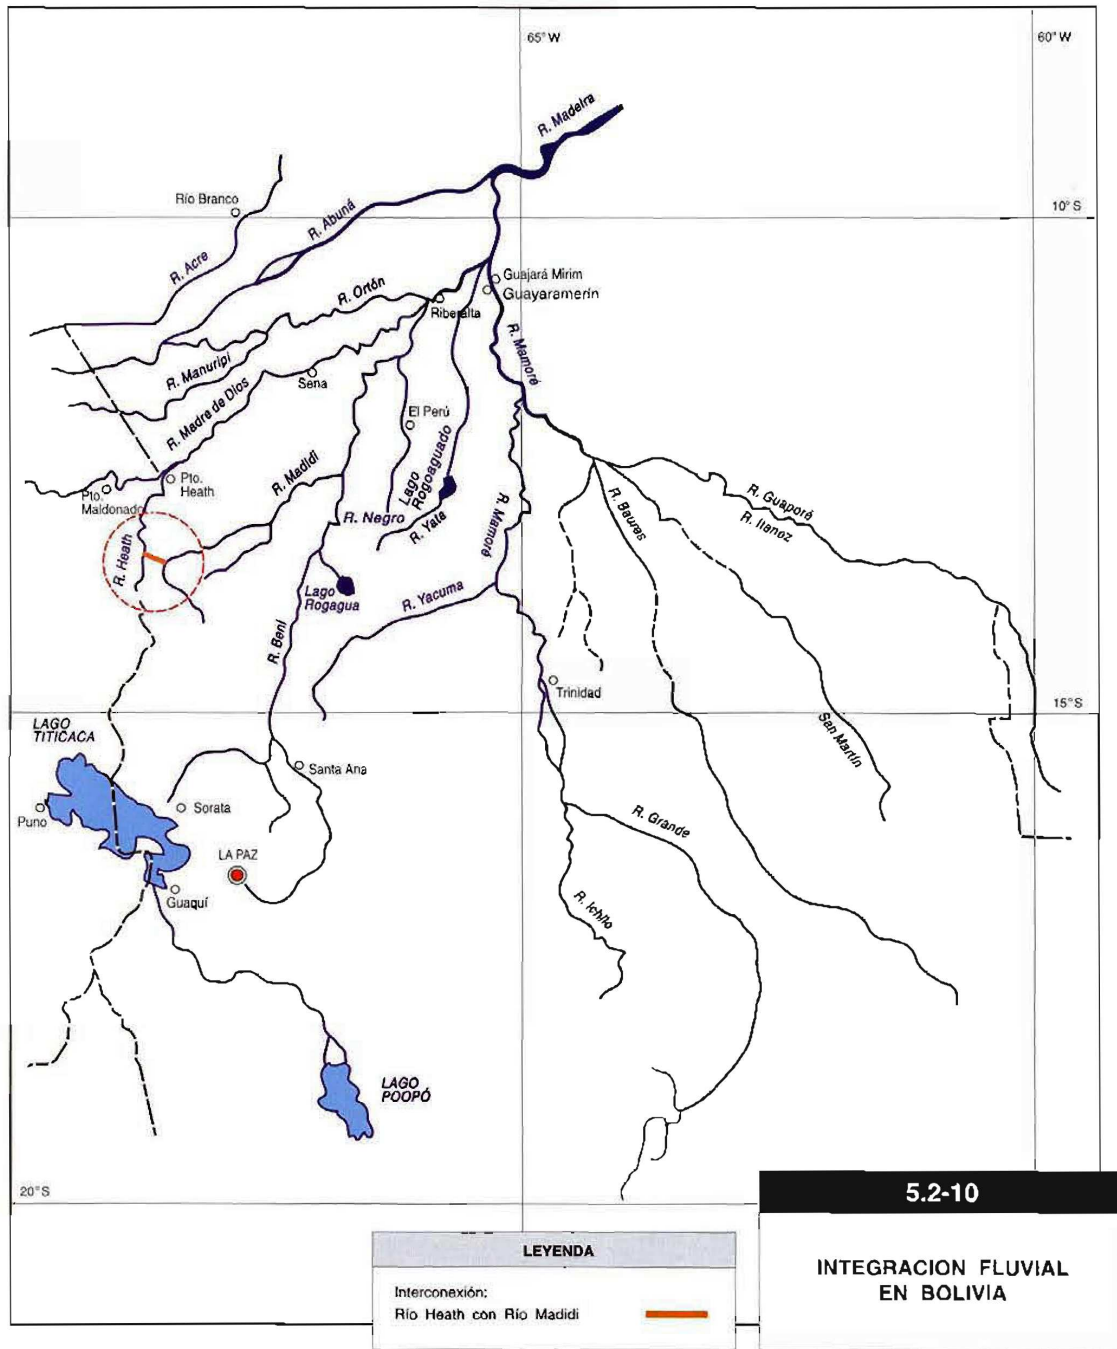 65° W
60° W
R. Madeira
Río Branco
R. Abuná
10° S
R. Acre
Guajará Mirim
Guayaramerín
R. Ortón
Riberalta
R. Mamoré
R. Manuripi
Sena
R. Madre de Dios
El Perú
Lago
Rogoaguado
R. Madidi
Pto.
Heath
Pto.
Maldonado
R. Guaporé
R. Itanoz
R. Baures
R. Negro
R. Yata
R. Mamoré
R. Heath
Lago
Rogagua
R. Yacuma
R. Beni
Trinidad
15° S
LAGO
TITICACA
San Martín
Santa Ana
Sorata
Puno
R. Grande
LA PAZ
Guaquí
R. Ichilo
LAGO
POOPÓ
20° S
5.2-10
INTEGRACION FLUVIAL
EN BOLIVIA
LEYENDA
Interconexión:
Río Heath con Río Madidi